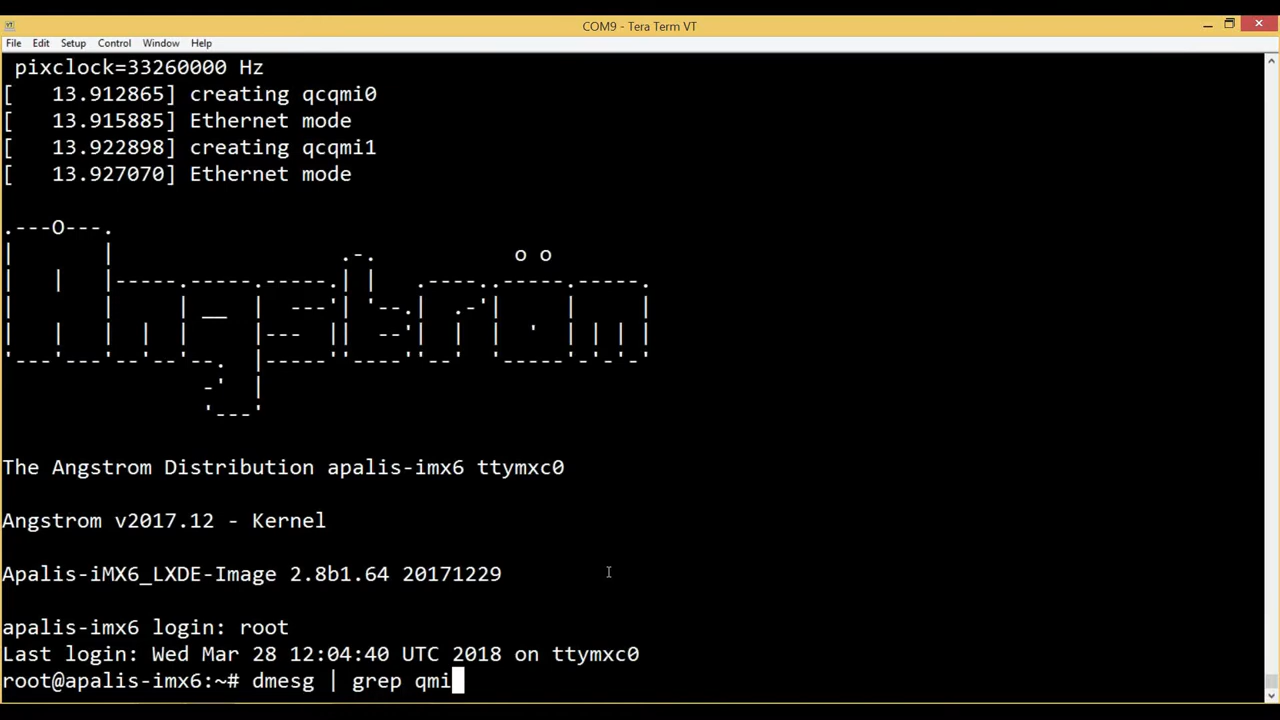 COM9 - Tera Term VT
File Edit Setup Control Window Help
pixclock=33260000 Hz
[   13.912865] creating qcqmi0
[   13.915885] Ethernet mode
[   13.922898] creating qcqmi1
[   13.927070] Ethernet mode
Angström
The Angstrom Distribution apalis-imx6 ttymxc0
Angstrom v2017.12 - Kernel
Apalis-iMX6_LXDE-Image 2.8b1.64 20171229
apalis-imx6 login: root
Last login: Wed Mar 28 12:04:40 UTC 2018 on ttymxc0
root@apalis-imx6:~# dmesg | grep qmi